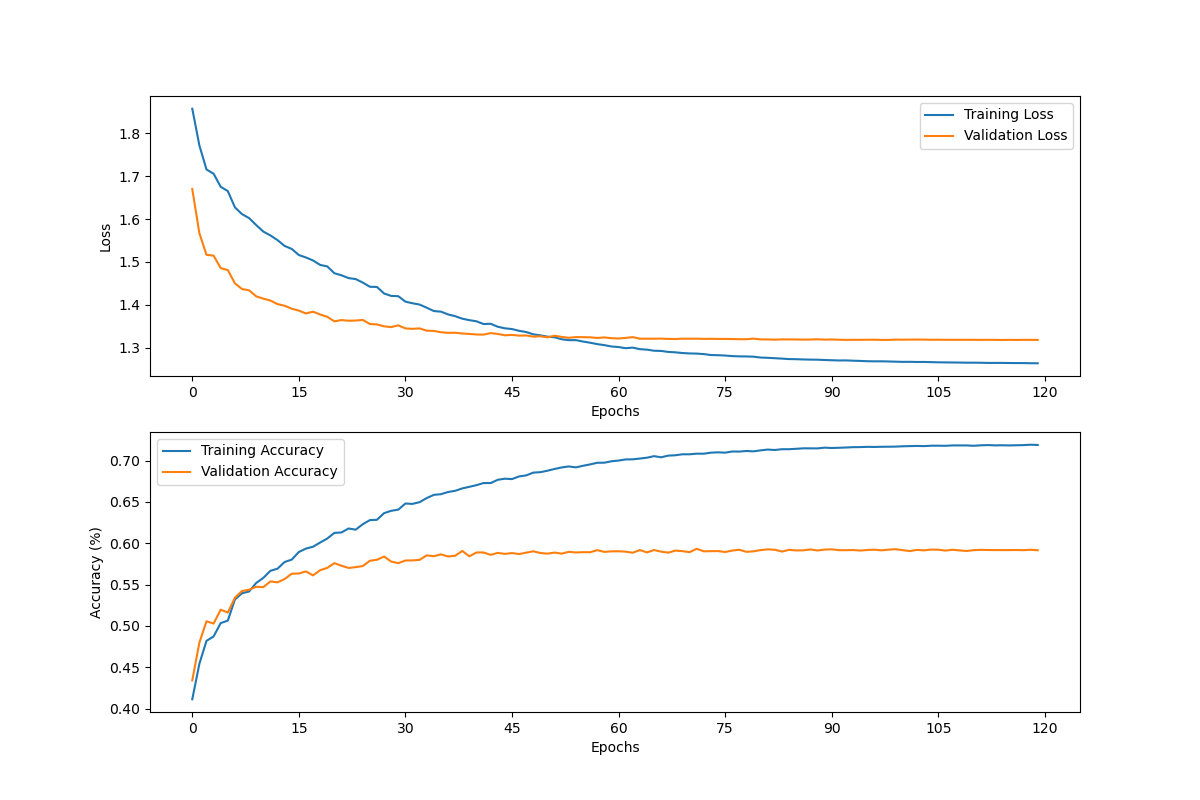 Training Loss
Validation Loss
Loss
1.8
1.7
1.6
1.5
1.4
1.3
0 15 30 45 60 75 90 105 120
Epochs
Training Accuracy
Validation Accuracy
Accuracy (%)
0.70
0.65
0.60
0.55
0.50
0.45
0.40
0 15 30 45 60 75 90 105 120
Epochs